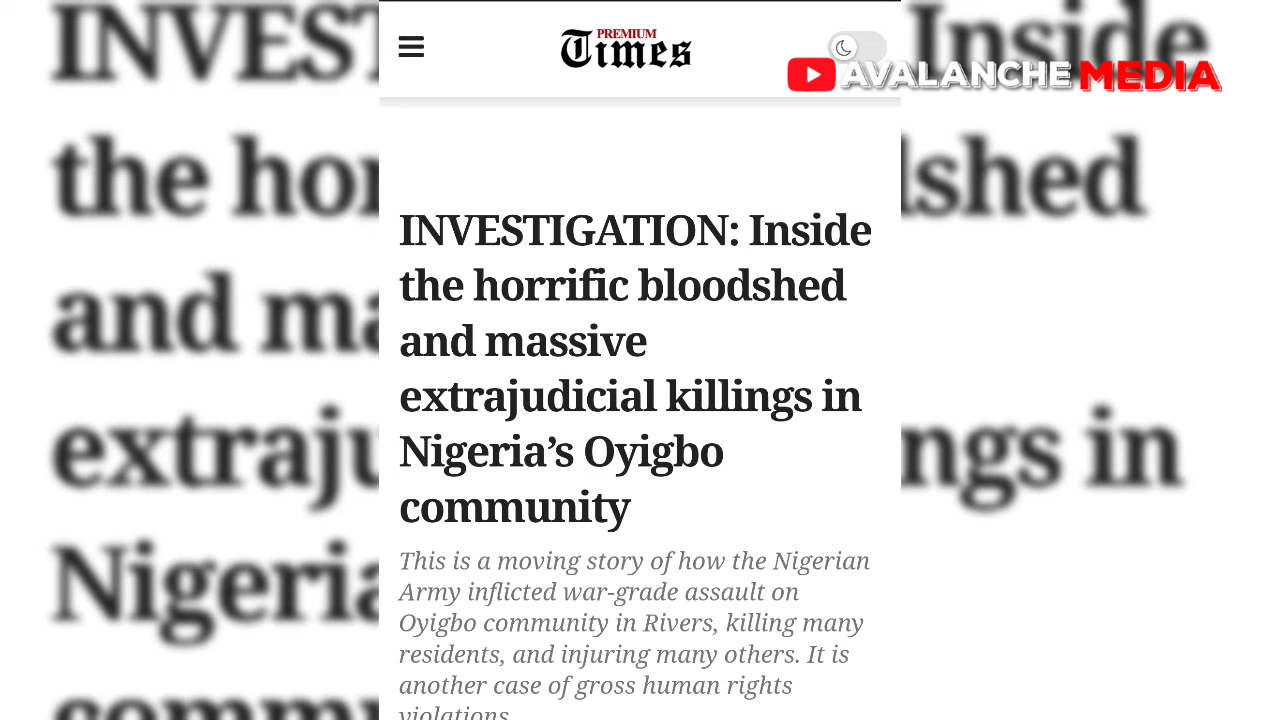 PREMIUM
Times
AVALANCHE MEDIA
INVESTIGATION: Inside
the horrific bloodshed
and massive
extrajudicial killings in
Nigeria’s Oyigbo
community
This is a moving story of how the Nigerian
Army inflicted war-grade assault on
Oyigbo community in Rivers, killing many
residents, and injuring many others. It is
another case of gross human rights
violations